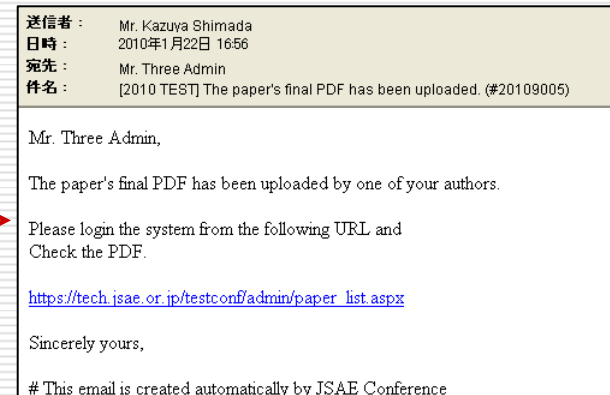 送信者： Mr. Kazuya Shimada
日時： 2010年1月22日 16:56
宛先： Mr. Three Admin
件名： [2010 TEST] The paper's final PDF has been uploaded. (#20109005)
Mr. Three Admin,
The paper's final PDF has been uploaded by one of your authors.
Please login the system from the following URL and
Check the PDF.
https://tech.jsae.or.jp/testconf/admin/paper_list.aspx
Sincerely yours,
# This email is created automatically by JSAE Conference